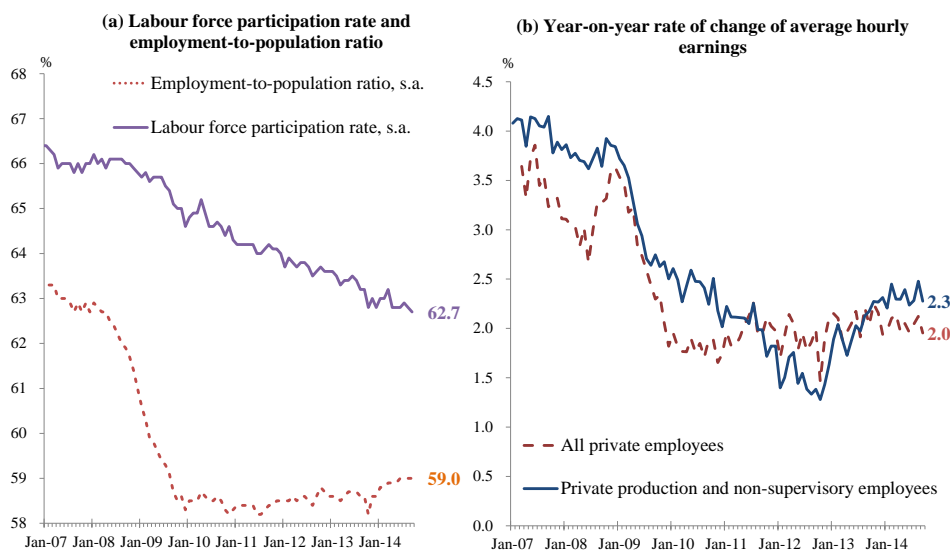 (a) Labour force participation rate and
employment-to-population ratio
%
68
67
66
65
64
63
62
61
60
59
58
Employment-to-population ratio, s.a.
Labour force participation rate, s.a.
62.7
59.0
Jan-07 Jan-08 Jan-09 Jan-10 Jan-11 Jan-12 Jan-13 Jan-14
(b) Year-on-year rate of change of average hourly
earnings
%
4.5
4.0
3.5
3.0
2.5
2.0
1.5
1.0
0.5
0.0
2.3
2.0
All private employees
Private production and non-supervisory employees
Jan-07 Jan-08 Jan-09 Jan-10 Jan-11 Jan-12 Jan-13 Jan-14